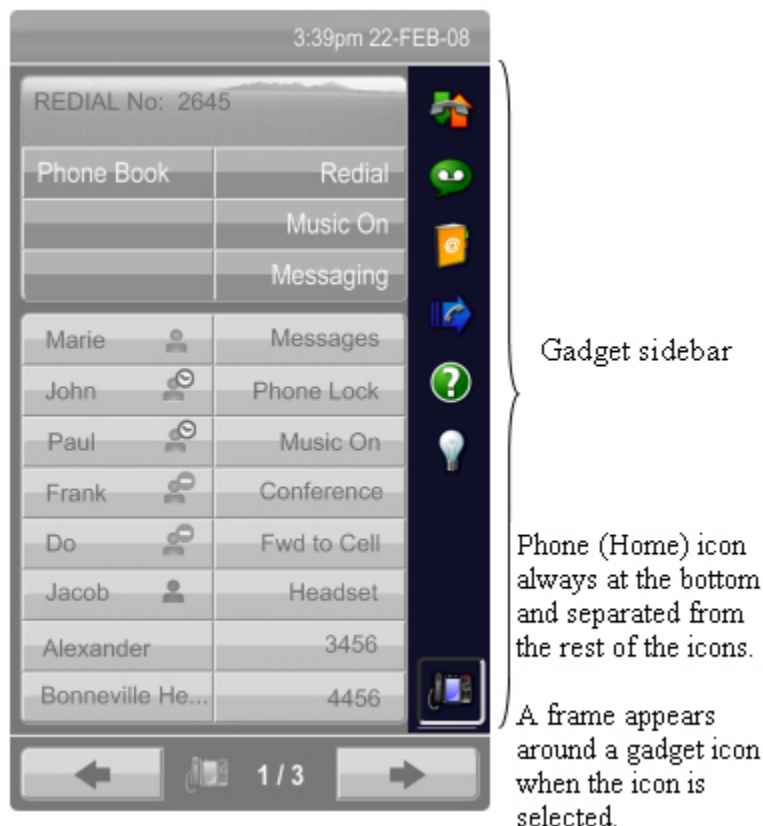 3:39pm 22-FEB-08
REDIAL No: 2645
Phone Book Redial
Music On
Messaging
Marie Messages
John Phone Lock
Paul Music On
Frank Conference
Do Fwd to Cell
Jacob Headset
Alexander 3456
Bonneville He... 4456
1 / 3
@
?
Gadget sidebar
Phone (Home) icon
always at the bottom
and separated from
the rest of the icons.
A frame appears
around a gadget icon
when the icon is
selected.